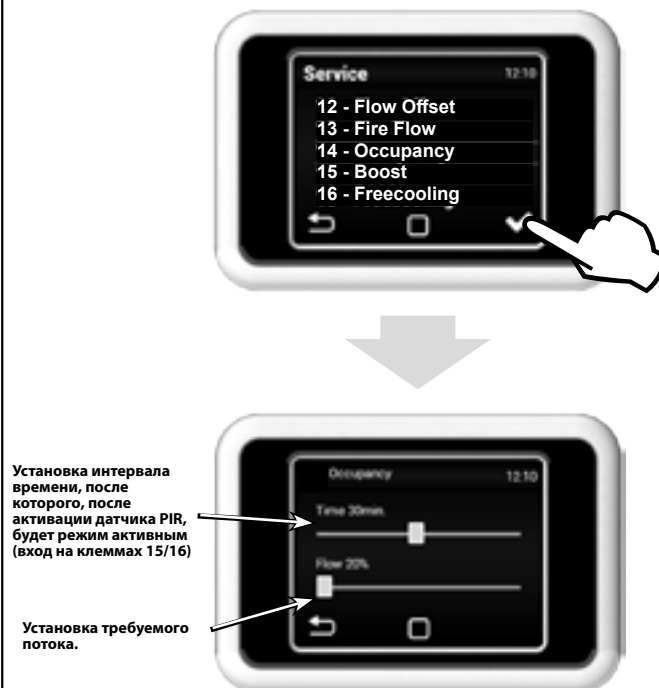 Service 12:10
12 - Flow Offset
13 - Fire Flow
14 - Occupancy
15 - Boost
16 - Freecooling
Occupancy 12:10
Time 30min.
Flow 20%
Установка интервала
времени, после
которого, после
активации датчика PIR,
будет режим активным
(вход на клеммах 15/16)
Установка требуемого
потока.